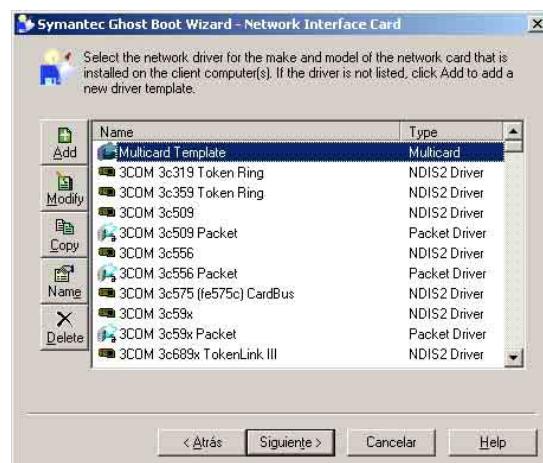 Symantec Ghost Boot Wizard - Network Interface Card
Select the network driver for the make and model of the network card that is
installed on the client computer(s). If the driver is not listed, click Add to add a
new driver template.
Add
Modify
Copy
Name
Delete
Name Type
Multicard Template Multicard
3COM 3c319 Token Ring NDIS2 Driver
3COM 3c359 Token Ring NDIS2 Driver
3COM 3c509 NDIS2 Driver
3COM 3c509 Packet Packet Driver
3COM 3c556 NDIS2 Driver
3COM 3c556 Packet Packet Driver
3COM 3c575 (fe575c) CardBus NDIS2 Driver
3COM 3c59x NDIS2 Driver
3COM 3c59x Packet Packet Driver
3COM 3c689x TokenLink III NDIS2 Driver
< Atrás Siguiente > Cancelar Help